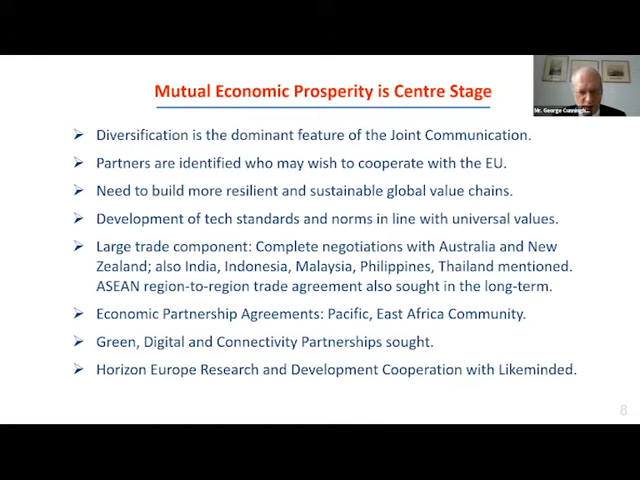 Mutual Economic Prosperity is Centre Stage
Mr. George Cunningh...
➢ Diversification is the dominant feature of the Joint Communication.
➢ Partners are identified who may wish to cooperate with the EU.
➢ Need to build more resilient and sustainable global value chains.
➢ Development of tech standards and norms in line with universal values.
➢ Large trade component: Complete negotiations with Australia and New
Zealand; also India, Indonesia, Malaysia, Philippines, Thailand mentioned.
ASEAN region-to-region trade agreement also sought in the long-term.
➢ Economic Partnership Agreements: Pacific, East Africa Community.
➢ Green, Digital and Connectivity Partnerships sought.
➢ Horizon Europe Research and Development Cooperation with Likeminded.
8